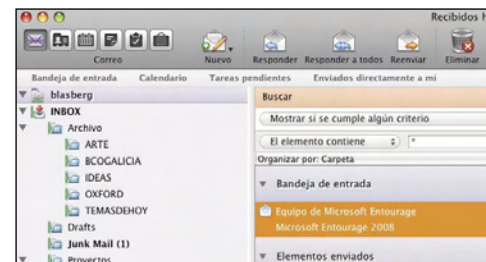 Recibidos
Correo
Nuevo Responder Responder a todos Reenviar Eliminar
Bandeja de entrada Calendario Tareas pendientes Enviados directamente a mí
blasberg
INBOX
Archivo
ARTE
BCOGALICIA
IDEAS
OXFORD
TEMASDEHOY
Drafts
Junk Mail (1)
Proyectos
Buscar
Mostrar si se cumple algún criterio
El elemento contiene
Organizar por: Carpeta
Bandeja de entrada
Equipo de Microsoft Entourage
Microsoft Entourage 2008
Elementos enviados